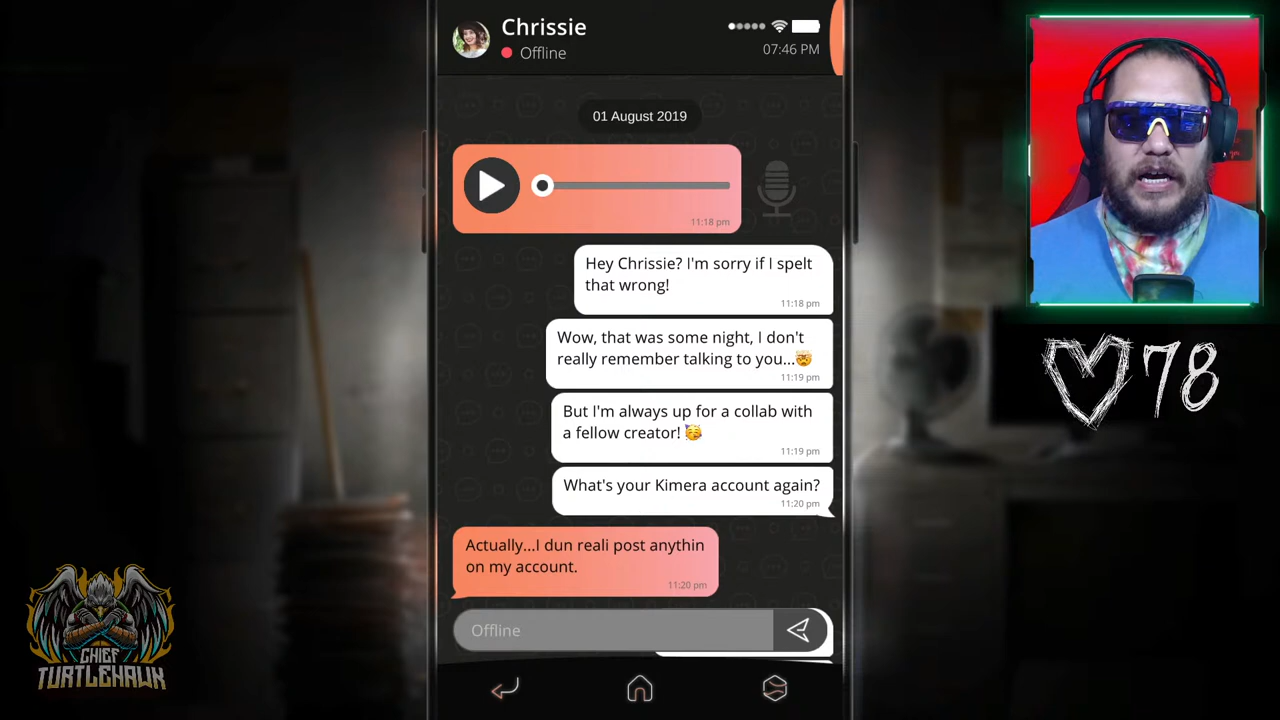 Chrissie
Offline
07:46 PM
01 August 2019
11:18 pm
Hey Chrissie? I'm sorry if I spelt
that wrong!
11:18 pm
Wow, that was some night, I don't
really remember talking to you...🤯
11:19 pm
But I'm always up for a collab with
a fellow creator! 🥳
11:19 pm
What's your Kimera account again?
11:20 pm
Actually...I dun reali post anythin
on my account.
11:20 pm
Offline
78
CHIEF
TURTLEHAWK